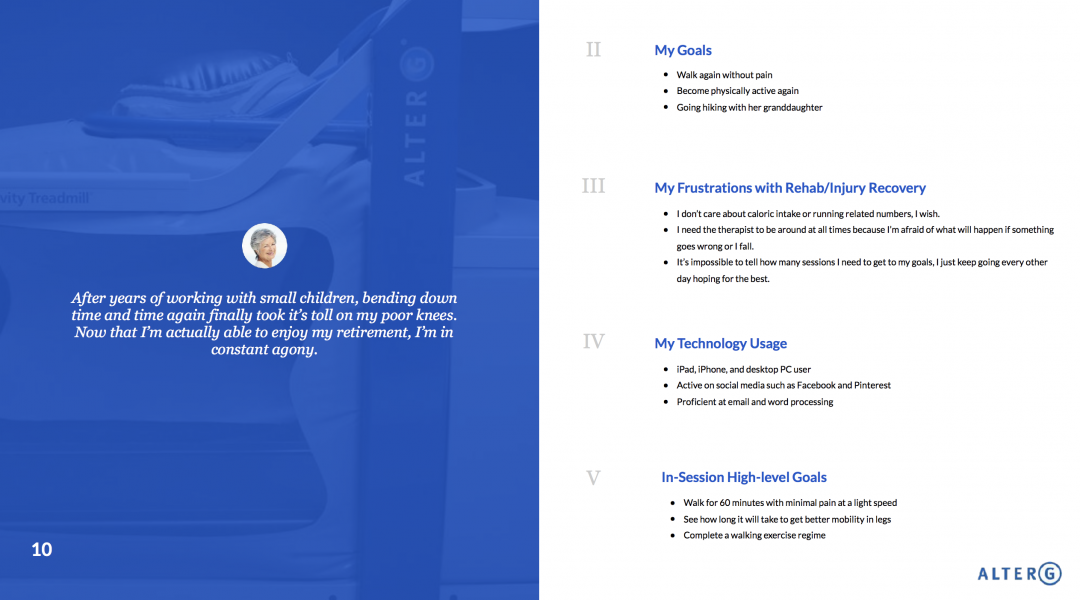 ALTER G
vity Treadmill
After years of working with small children, bending down
time and time again finally took it’s toll on my poor knees.
Now that I’m actually able to enjoy my retirement, I’m in
constant agony.
10
II
My Goals
• Walk again without pain
• Become physically active again
• Going hiking with her granddaughter
III
My Frustrations with Rehab/Injury Recovery
• I don’t care about caloric intake or running related numbers, I wish.
• I need the therapist to be around at all times because I’m afraid of what will happen if something
goes wrong or I fall.
• It’s impossible to tell how many sessions I need to get to my goals, I just keep going every other
day hoping for the best.
IV
My Technology Usage
• iPad, iPhone, and desktop PC user
• Active on social media such as Facebook and Pinterest
• Proficient at email and word processing
V
In-Session High-level Goals
• Walk for 60 minutes with minimal pain at a light speed
• See how long it will take to get better mobility in legs
• Complete a walking exercise regime
ALTERG